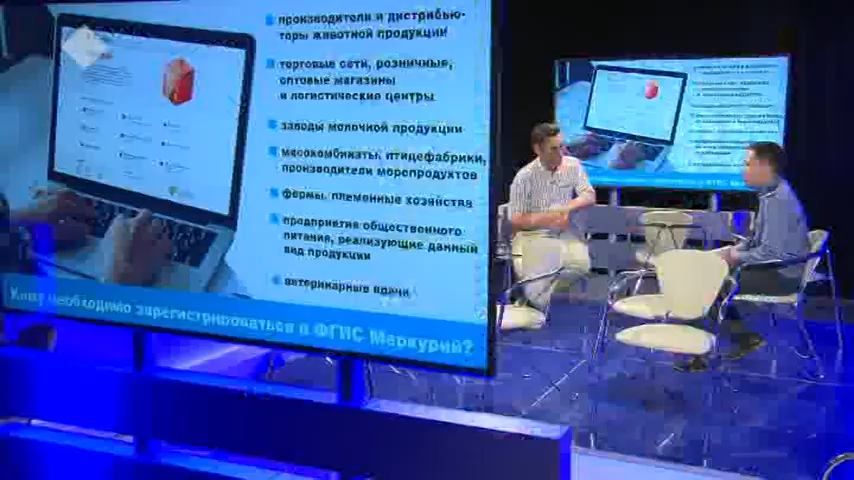 производители и дистрибью-
торы животной продукции
торговые сети, розничные,
оптовые магазины
и логистические центры
заводы молочной продукции
мясокомбинаты, птицефабрики,
производители морепродуктов
фермы, племенные хозяйства
предприятия общественного
питания, реализующие данный
вид продукции
ветеринарные врачи
Кому необходимо зарегистрироваться в ФГИС Меркурий?